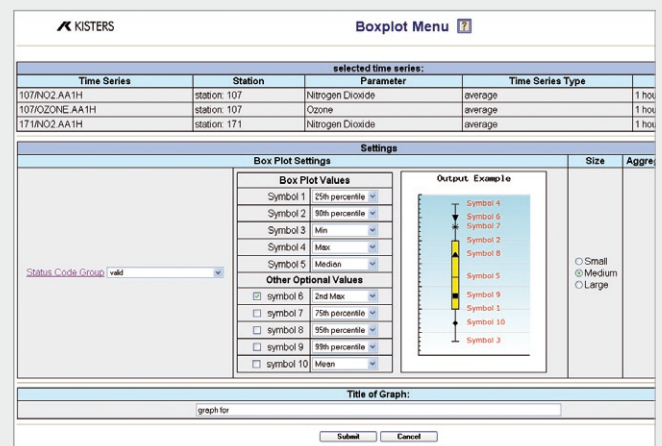 KISTERS
Boxplot Menu ?
selected time series:
Time Series Station Parameter Time Series Type
107/NO2.AA1H station: 107 Nitrogen Dioxide average 1 hou
107/OZONE.AA1H station: 107 Ozone average 1 hou
171/NO2.AA1H station: 171 Nitrogen Dioxide average 1 hou
Settings
Box Plot Settings Size Aggreg
Status Code Group valid
Box Plot Values
Symbol 1 25th percentile
Symbol 2 90th percentile
Symbol 3 Min
Symbol 4 Max
Symbol 5 Median
Other Optional Values
symbol 6 2nd Max
symbol 7 75th percentile
symbol 8 95th percentile
symbol 9 99th percentile
symbol 10 Mean
Output Example
Symbol 4
Symbol 6
Symbol 7
Symbol 2
Symbol 8
Symbol 5
Symbol 9
Symbol 1
Symbol 10
Symbol 3
Small
Medium
Large
Title of Graph:
graph for
Submit Cancel